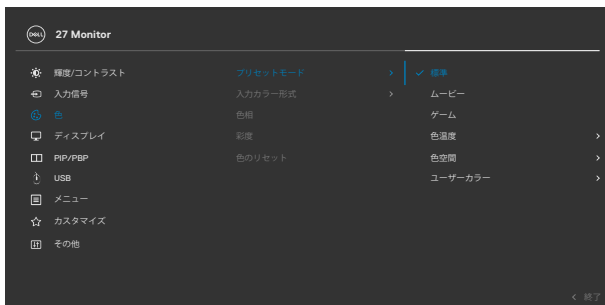 DELL 27 Monitor
輝度/コントラスト プリセットモード > ✓ 標準
入力信号 入力カラー形式 > ムービー
色 色相 ゲーム
ディスプレイ 彩度 色温度 >
PIP/PBP 色のリセット 色空間 >
USB ユーザーカラー >
メニュー
カスタマイズ
その他
< 終了